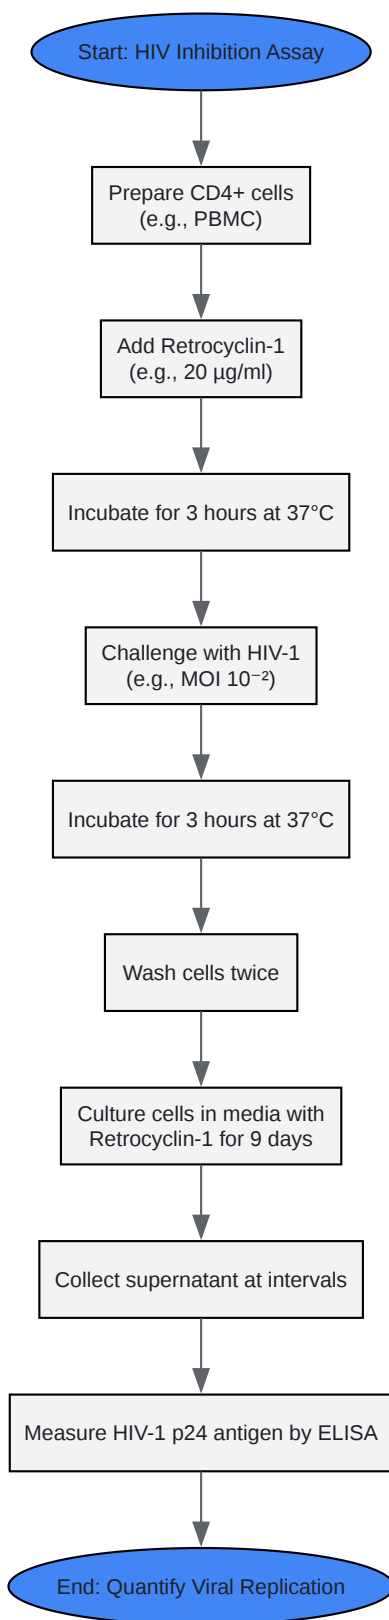 Start: HIV Inhibition Assay
Prepare CD4+ cells
(e.g., PBMC)
Add Retrocyclin-1
(e.g., 20 µg/ml)
Incubate for 3 hours at 37°C
Challenge with HIV-1
(e.g., MOI 10⁻²)
Incubate for 3 hours at 37°C
Wash cells twice
Culture cells in media with
Retrocyclin-1 for 9 days
Collect supernatant at intervals
Measure HIV-1 p24 antigen by ELISA
End: Quantify Viral Replication